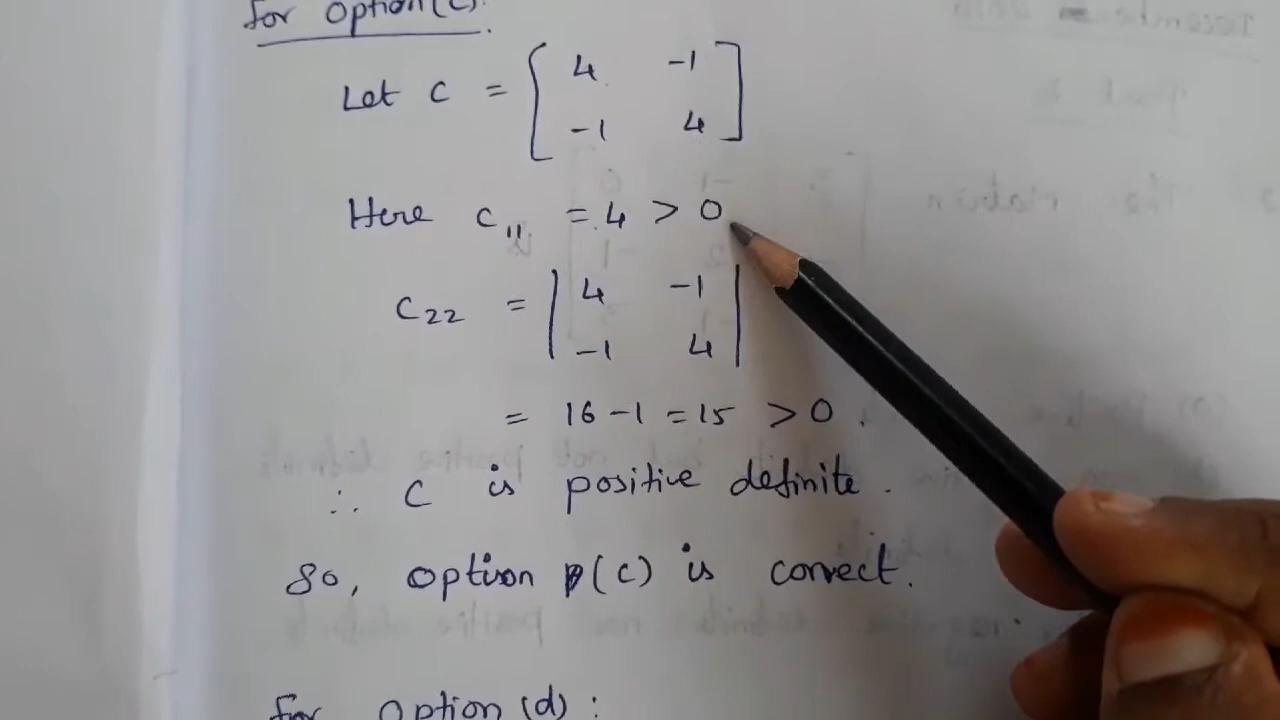 for option(c):
Let C = [ 4 -1
-1 4 ]
Here C11 = 4 > 0
C22 = | 4 -1
-1 4 |
= 16 - 1 = 15 > 0.
∴ C is positive definite.
So, option (c) is correct.
for option (d):